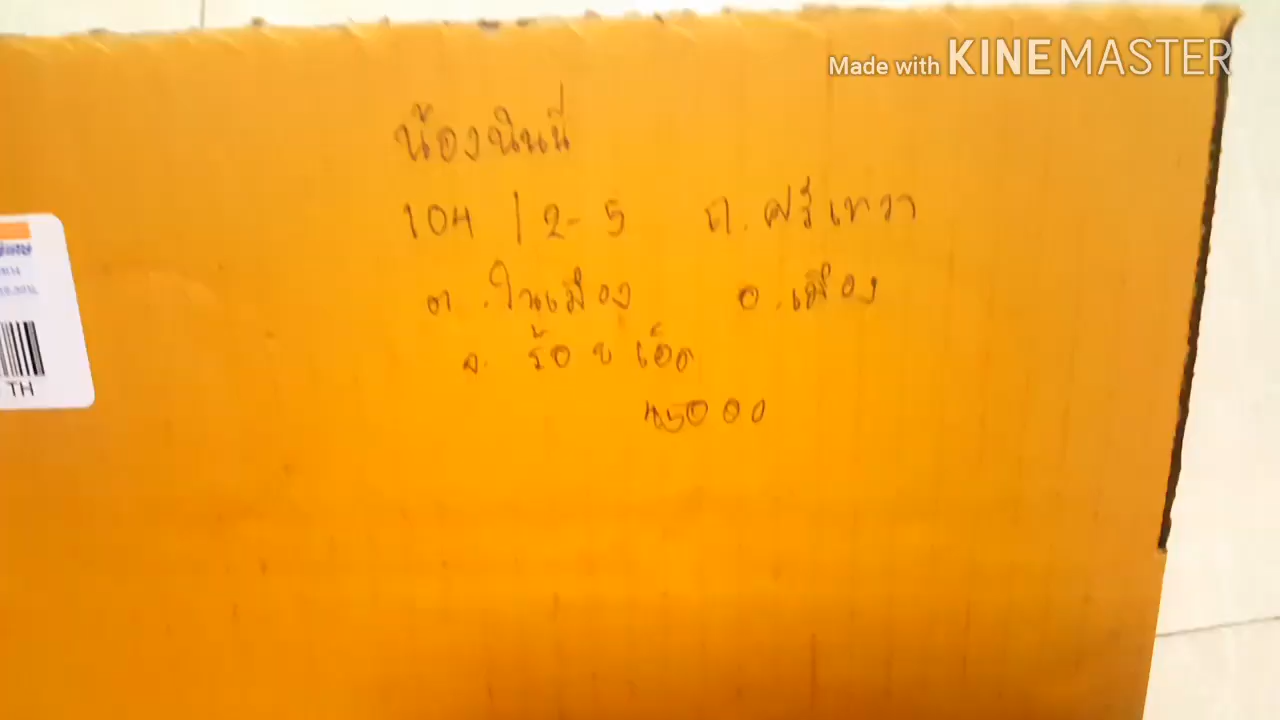 Made with KINEMASTER
น้องนินนี่
104 / 2-5 ถ. ศรีเทวา
ต. ในเมือง อ. เมือง
จ. ร้อยเอ็ด
45000
TH